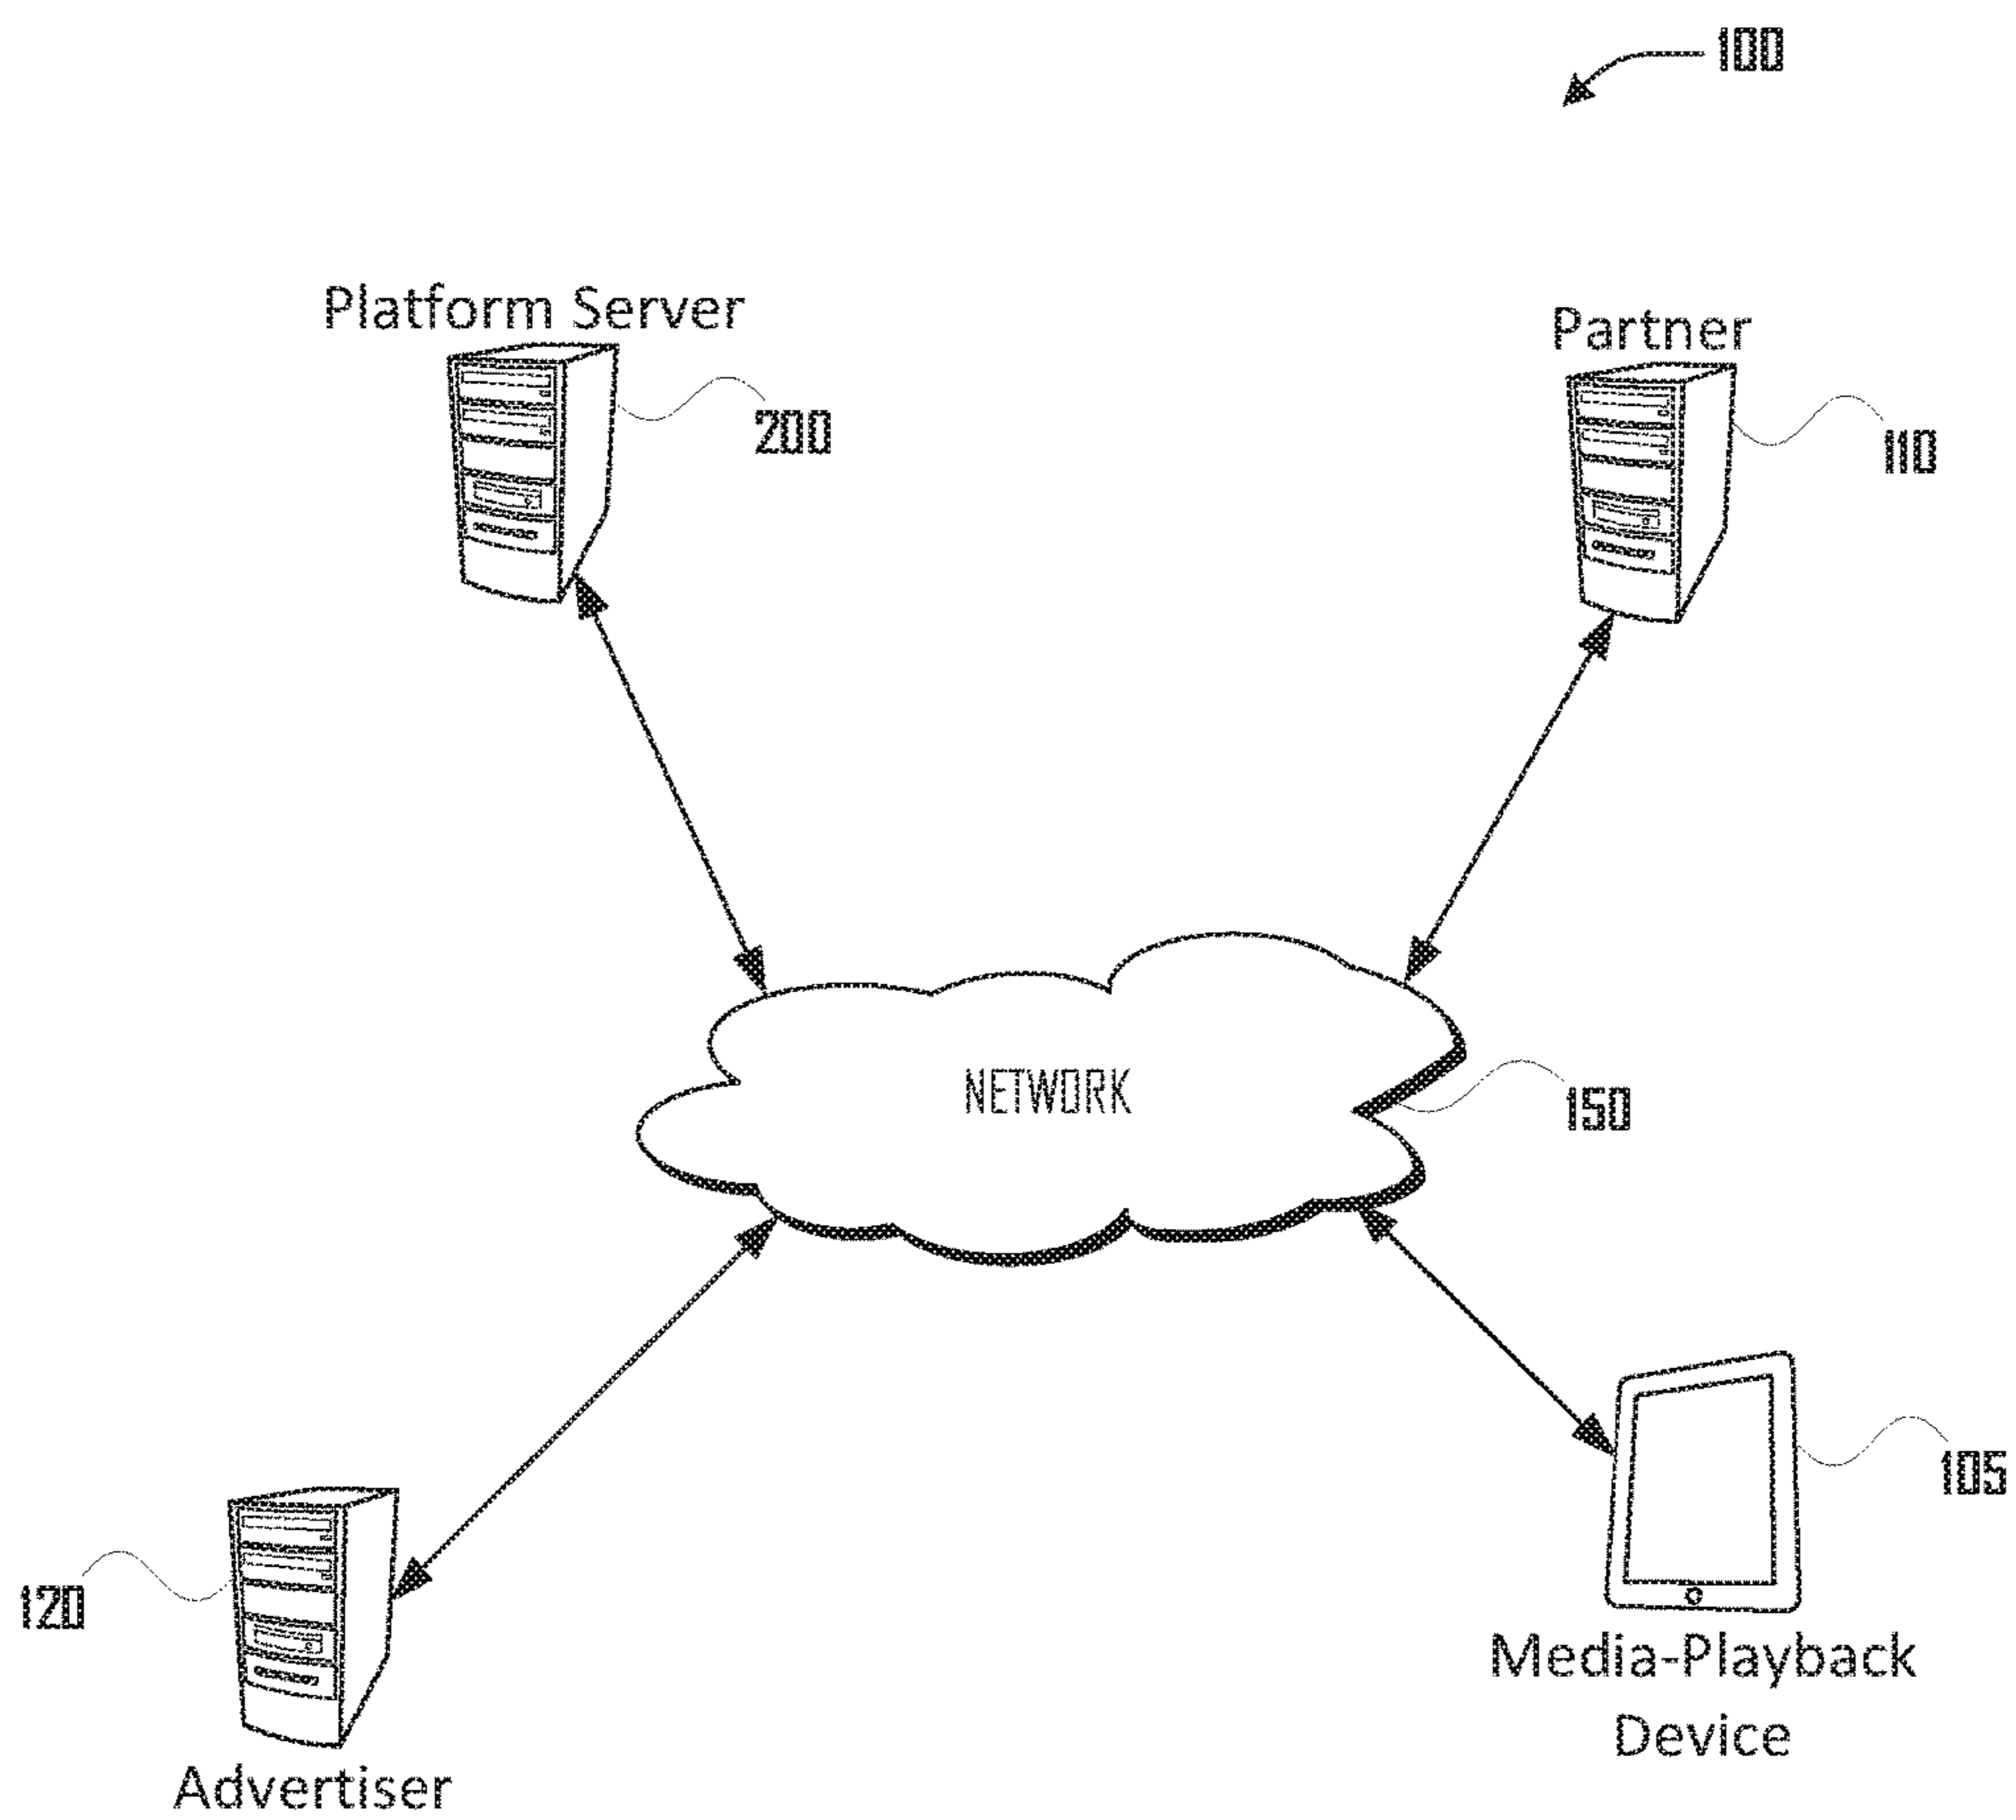 100
Platform Server
Partner
200
110
NETWORK
150
105
120
Media-Playback
Device
Advertiser